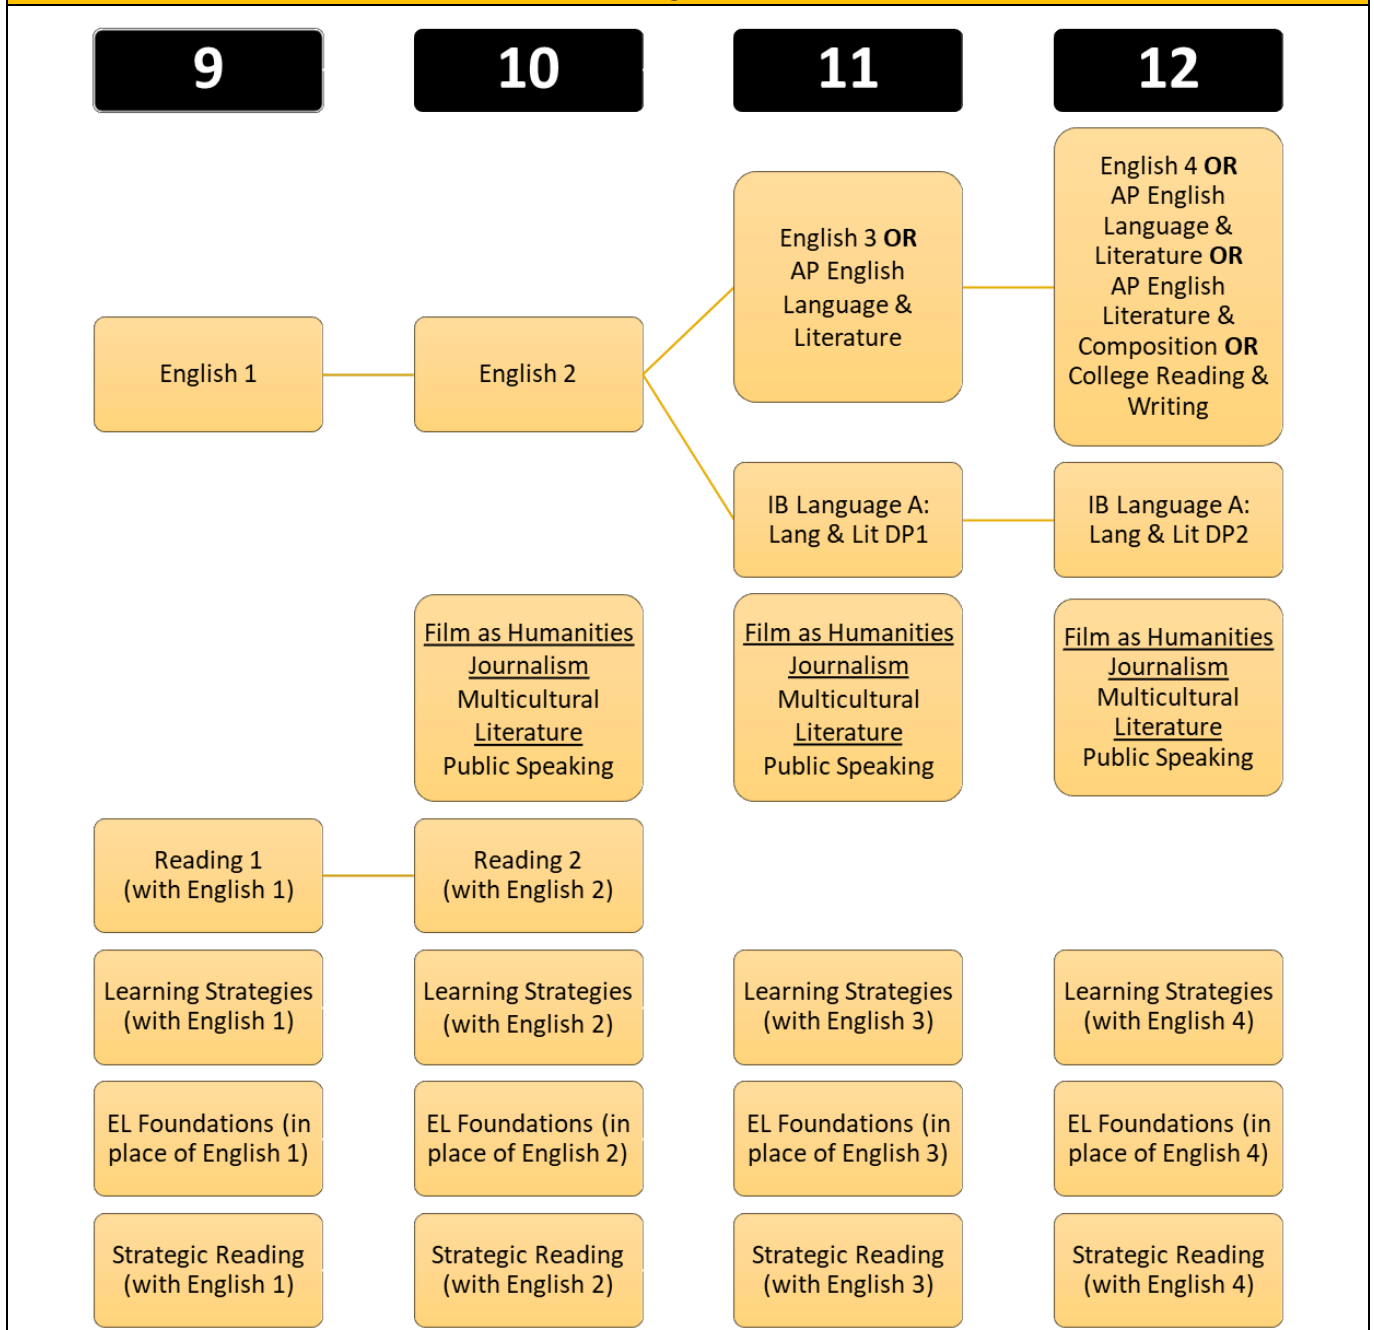 9
10
11
12
English 1
English 2
English 3 OR
AP English
Language &
Literature
English 4 OR
AP English
Language &
Literature OR
AP English
Literature &
Composition OR
College Reading &
Writing
IB Language A:
Lang & Lit DP1
IB Language A:
Lang & Lit DP2
Film as Humanities
Journalism
Multicultural
Literature
Public Speaking
Film as Humanities
Journalism
Multicultural
Literature
Public Speaking
Film as Humanities
Journalism
Multicultural
Literature
Public Speaking
Reading 1
(with English 1)
Reading 2
(with English 2)
Learning Strategies
(with English 1)
Learning Strategies
(with English 2)
Learning Strategies
(with English 3)
Learning Strategies
(with English 4)
EL Foundations (in
place of English 1)
EL Foundations (in
place of English 2)
EL Foundations (in
place of English 3)
EL Foundations (in
place of English 4)
Strategic Reading
(with English 1)
Strategic Reading
(with English 2)
Strategic Reading
(with English 3)
Strategic Reading
(with English 4)